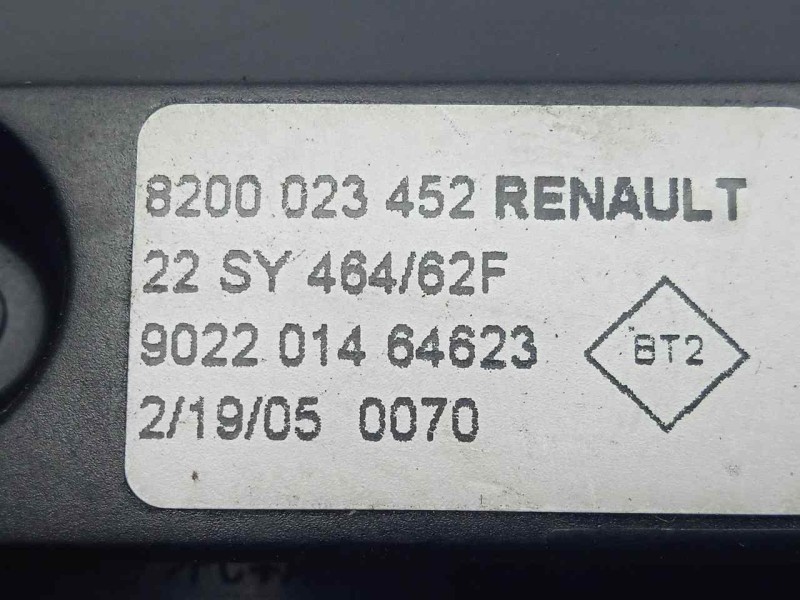 8200 023 452 RENAULT
22 SY 464/62F
9022 014 64623
BT2
2/19/05 0070